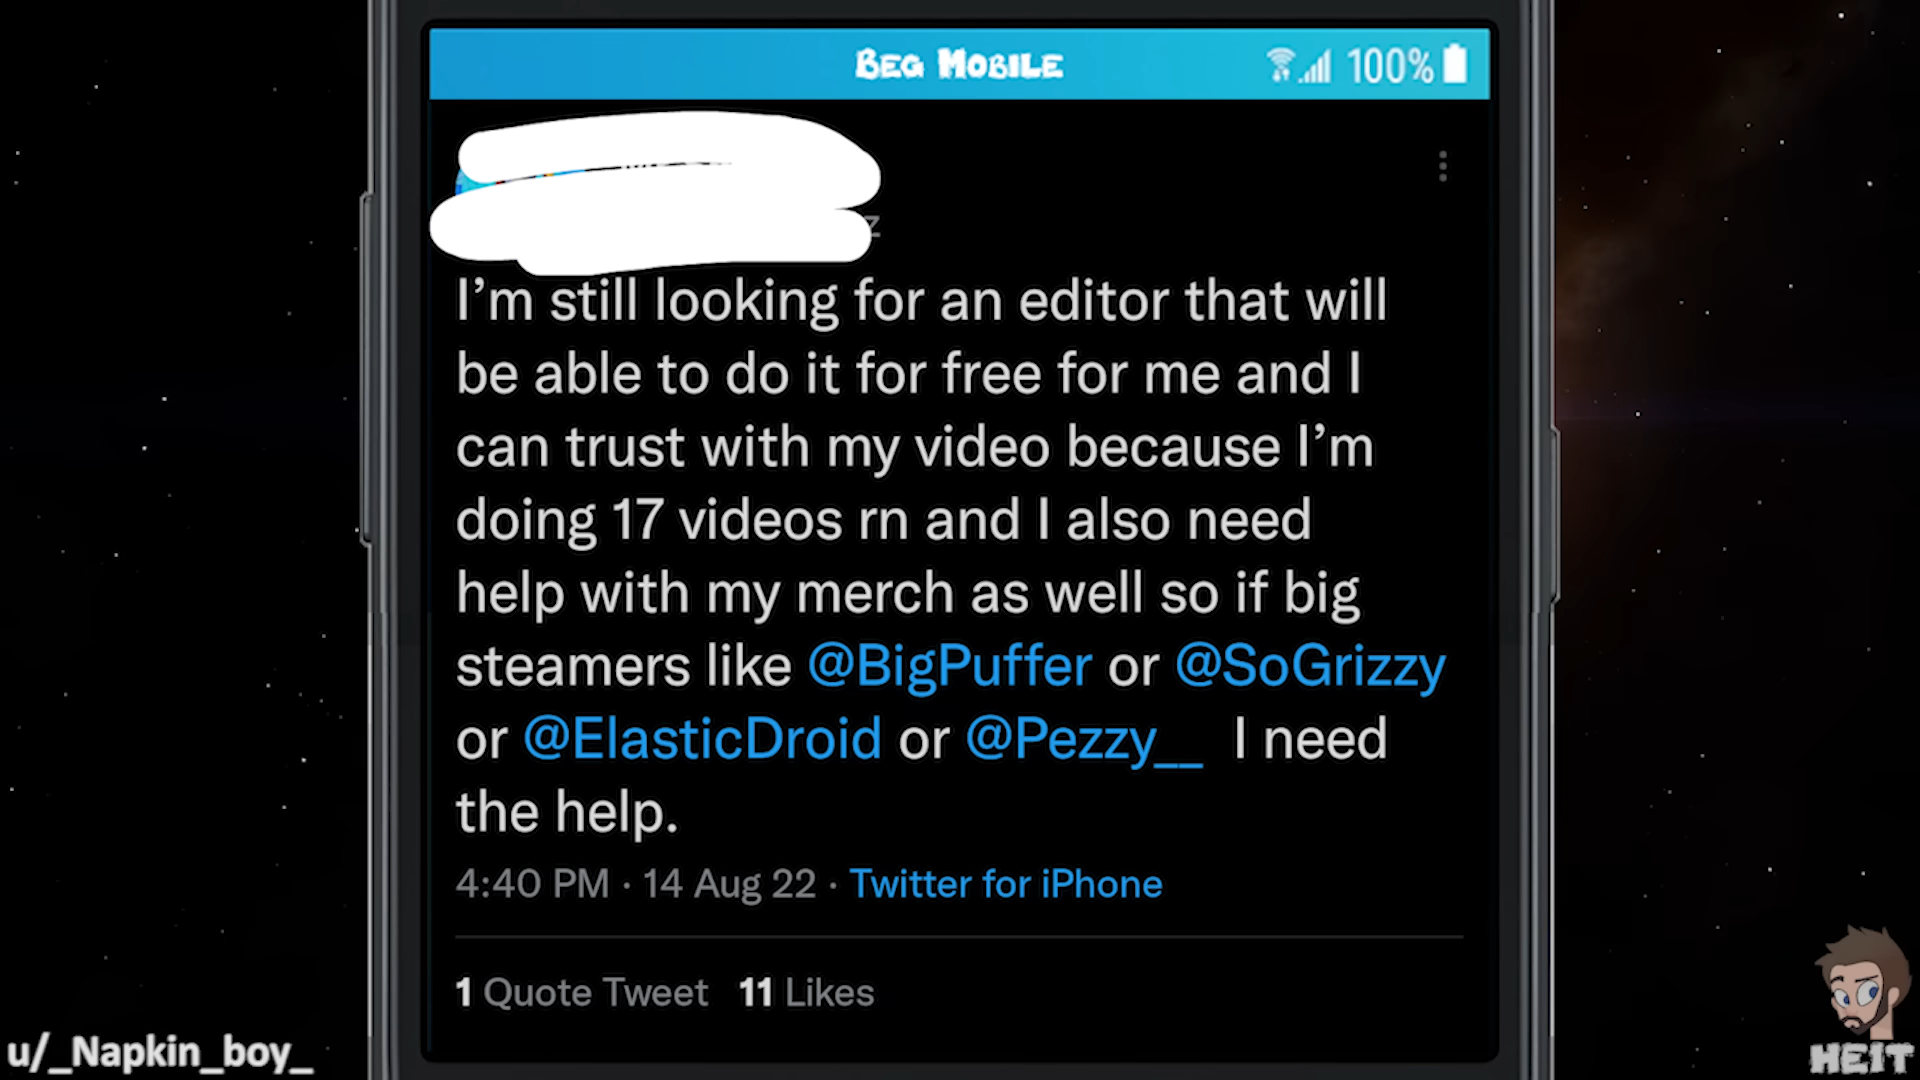 BEG MOBILE
100%
z
I'm still looking for an editor that will
be able to do it for free for me and I
can trust with my video because I'm
doing 17 videos rn and I also need
help with my merch as well so if big
steamers like @BigPuffer or @SoGrizzy
or @ElasticDroid or @Pezzy__ I need
the help.
4:40 PM · 14 Aug 22 · Twitter for iPhone
1 Quote Tweet 11 Likes
u/_Napkin_boy_
HEIT